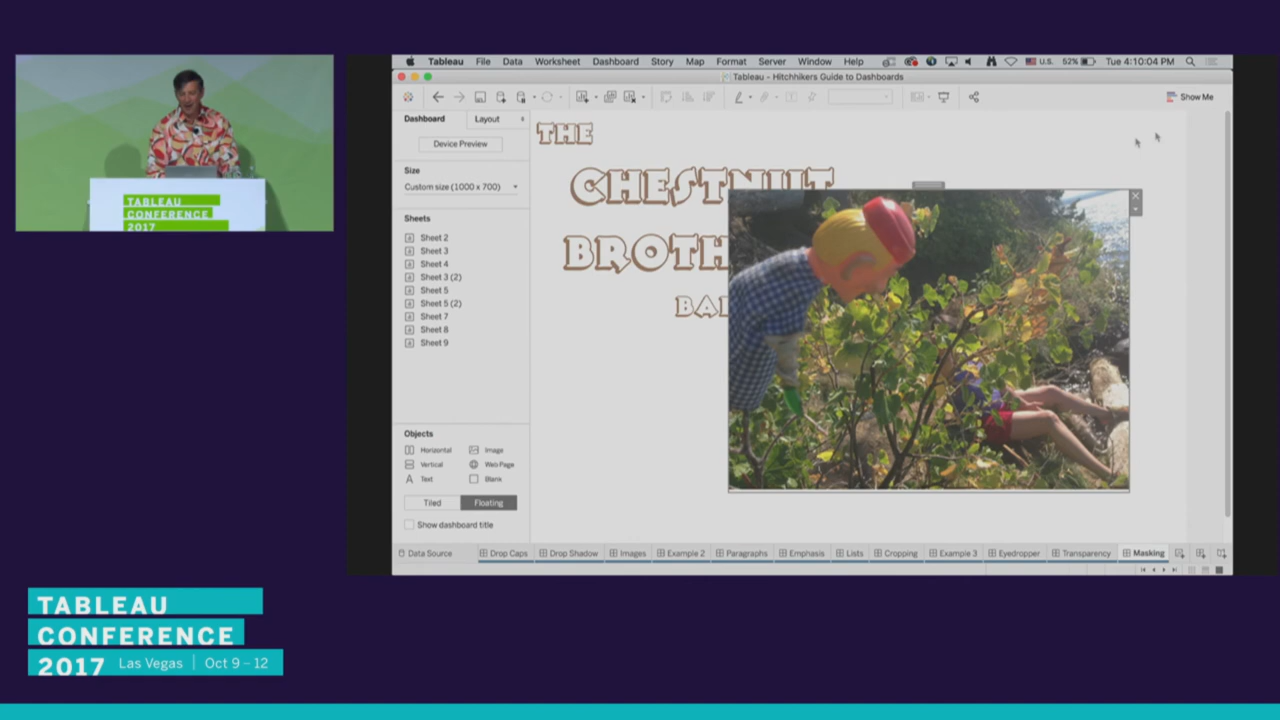 TABLEAU
CONFERENCE
2017
Tableau File Data Worksheet Dashboard Story Map Format Server Window Help
U.S. 52% Tue 4:10:04 PM
Tableau - Hitchhikers Guide to Dashboards
Show Me
Dashboard Layout
Device Preview
Size
Custom size (1000 x 700)
Sheets
Sheet 2
Sheet 3
Sheet 4
Sheet 3 (2)
Sheet 5
Sheet 5 (2)
Sheet 7
Sheet 8
Sheet 9
Objects
Horizontal Image
Vertical Web Page
Text Blank
Tiled Floating
Show dashboard title
THE
CHESTNUT
BROTH
BA
Data Source Drop Caps Drop Shadow Images Example 2 Paragraphs Emphasis Lists Cropping Example 3 Eyedropper Transparency Masking
TABLEAU
CONFERENCE
2017 Las Vegas | Oct 9 – 12